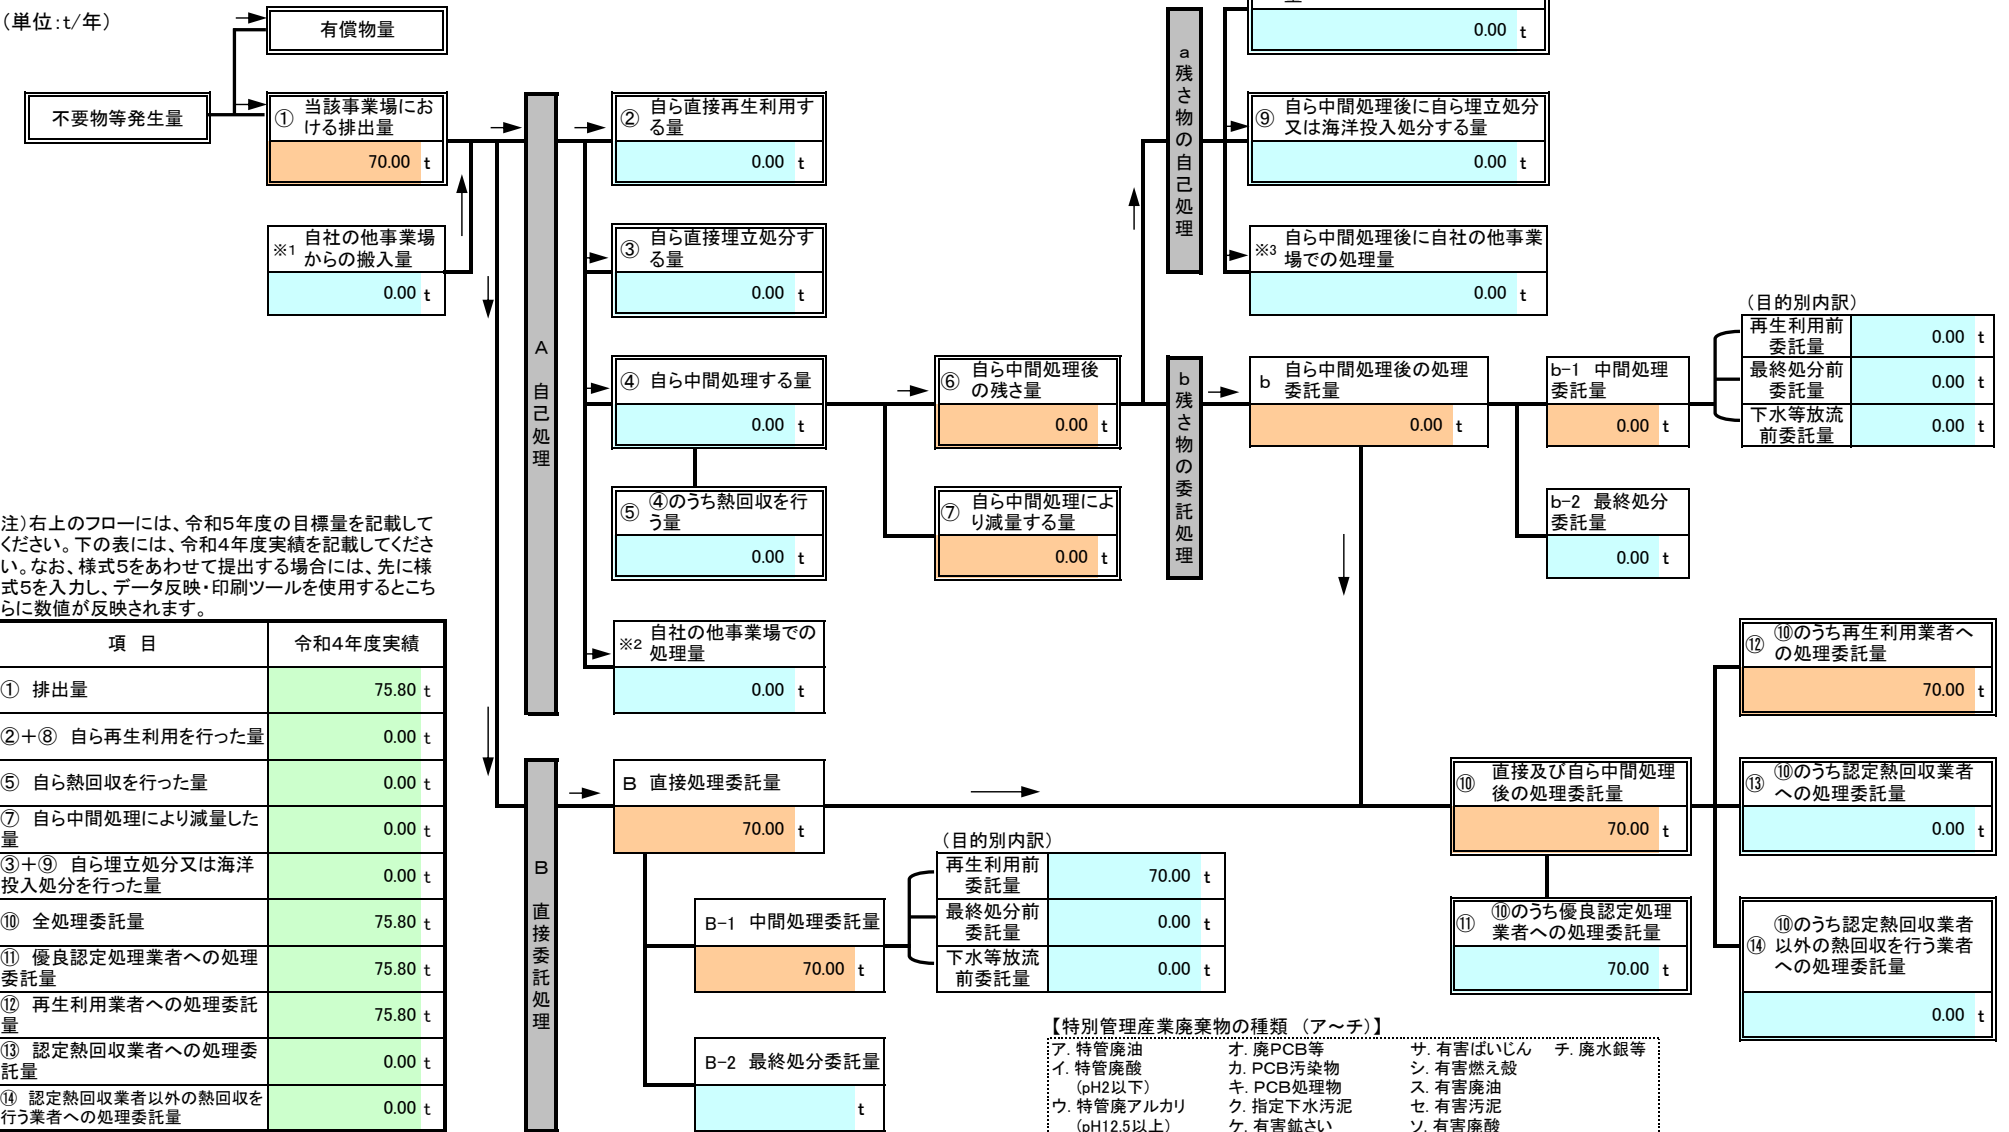 （単位：t/年）
有償物量
不要物等発生量
① 当該事業場にお
ける排出量
70.00 t
※1 自社の他事業場
からの搬入量
0.00 t
A 自己処理
② 自ら直接再生利用す
る量
0.00 t
③ 自ら直接埋立処分す
る量
0.00 t
④ 自ら中間処理する量
0.00 t
⑤ ④のうち熱回収を行
う量
0.00 t
※2 自社の他事業場での
処理量
0.00 t
⑥ 自ら中間処理後
の残さ量
0.00 t
⑦ 自ら中間処理によ
り減量する量
0.00 t
a 残さ物の自己処理
0.00 t
⑨ 自ら中間処理後に自ら埋立処分
又は海洋投入処分する量
0.00 t
※3 自ら中間処理後に自社の他事業
場での処理量
0.00 t
b 残さ物の委託処理
b 自ら中間処理後の処理
委託量
0.00 t
b-1 中間処理
委託量
0.00 t
b-2 最終処分
委託量
0.00 t
（目的別内訳）
再生利用前
委託量 0.00 t
最終処分前
委託量 0.00 t
下水等放流
前委託量 0.00 t
注）右上のフローには、令和5年度の目標量を記載して
ください。下の表には、令和4年度実績を記載してくださ
い。なお、様式5をあわせて提出する場合には、先に様
式5を入力し、データ反映・印刷ツールを使用するとこち
らに数値が反映されます。
項 目 令和4年度実績
① 排出量 75.80 t
②＋⑧ 自ら再生利用を行った量 0.00 t
⑤ 自ら熱回収を行った量 0.00 t
⑦ 自ら中間処理により減量した
量 0.00 t
③＋⑨ 自ら埋立処分又は海洋
投入処分を行った量 0.00 t
⑩ 全処理委託量 75.80 t
⑪ 優良認定処理業者への処理
委託量 75.80 t
⑫ 再生利用業者への処理委託
量 75.80 t
⑬ 認定熱回収業者への処理委
託量 0.00 t
⑭ 認定熱回収業者以外の熱回収を
行う業者への処理委託量 0.00 t
B 直接委託処理
B 直接処理委託量
70.00 t
B-1 中間処理委託量
70.00 t
B-2 最終処分委託量
t
（目的別内訳）
再生利用前
委託量 70.00 t
最終処分前
委託量 0.00 t
下水等放流
前委託量 0.00 t
⑩ 直接及び自ら中間処理
後の処理委託量
70.00 t
⑪ ⑩のうち優良認定処理
業者への処理委託量
70.00 t
⑫ ⑩のうち再生利用業者へ
の処理委託量
70.00 t
⑬ ⑩のうち認定熱回収業者
への処理委託量
0.00 t
⑭ ⑩のうち認定熱回収業者
以外の熱回収を行う業者
への処理委託量
0.00 t
【特別管理産業廃棄物の種類 （ア～チ）】
ア. 特管廃油 オ. 廃PCB等 サ. 有害ばいじん チ. 廃水銀等
イ. 特管廃酸 カ. PCB汚染物 シ. 有害燃え殻
（pH2以下） キ. PCB処理物 ス. 有害廃油
ウ. 特管廃アルカリ ク. 指定下水汚泥 セ. 有害汚泥
（pH12.5以上） ケ. 有害鉱さい ソ. 有害廃酸